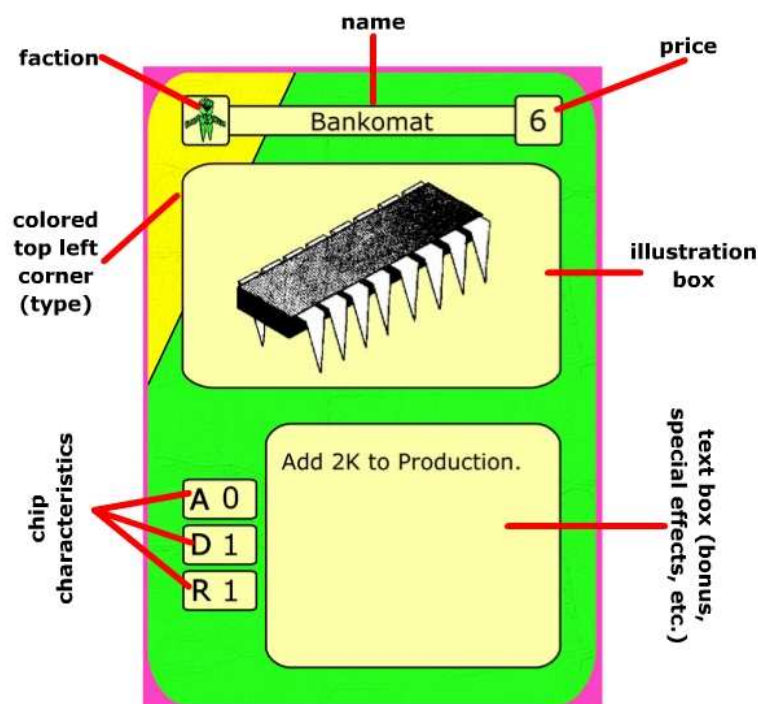 name
faction
price
Bankomat
6
colored
top left
corner
(type)
illustration
box
chip
characteristics
A 0
D 1
R 1
Add 2K to Production.
text box (bonus,
special effects, etc.)